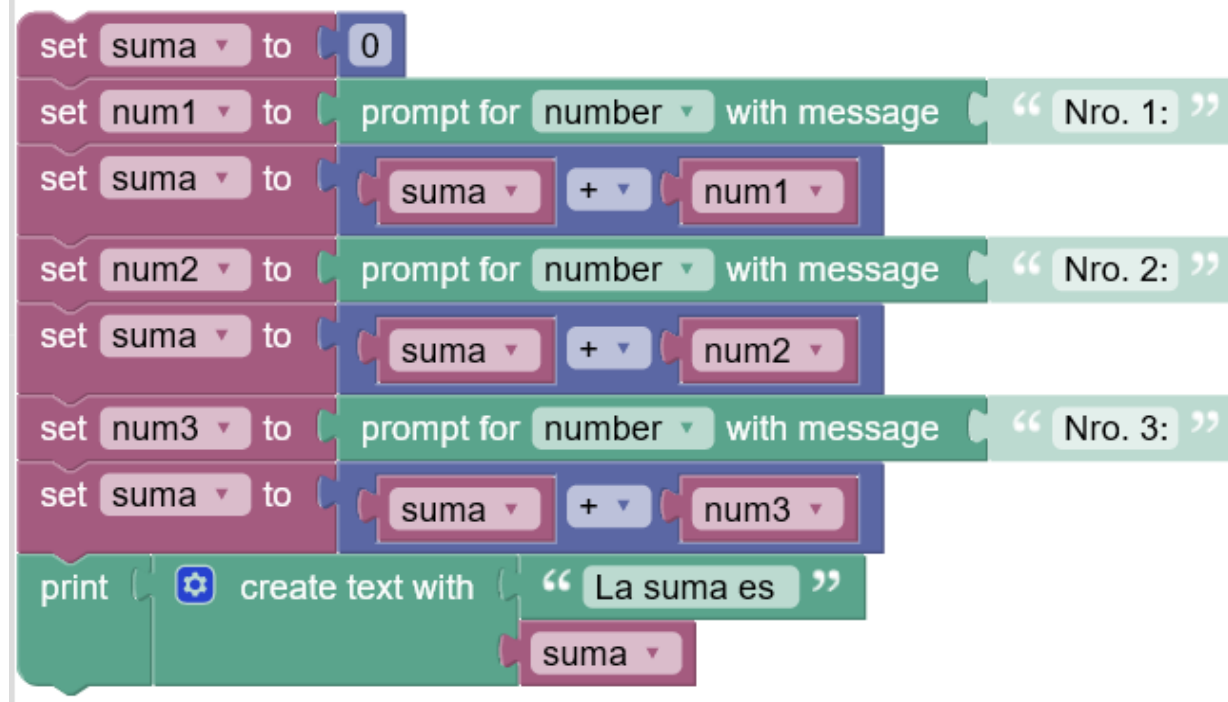 set suma to 0
set num1 to prompt for number with message “ Nro. 1: ”
set suma to suma + num1
set num2 to prompt for number with message “ Nro. 2: ”
set suma to suma + num2
set num3 to prompt for number with message “ Nro. 3: ”
set suma to suma + num3
print create text with “ La suma es ”
suma